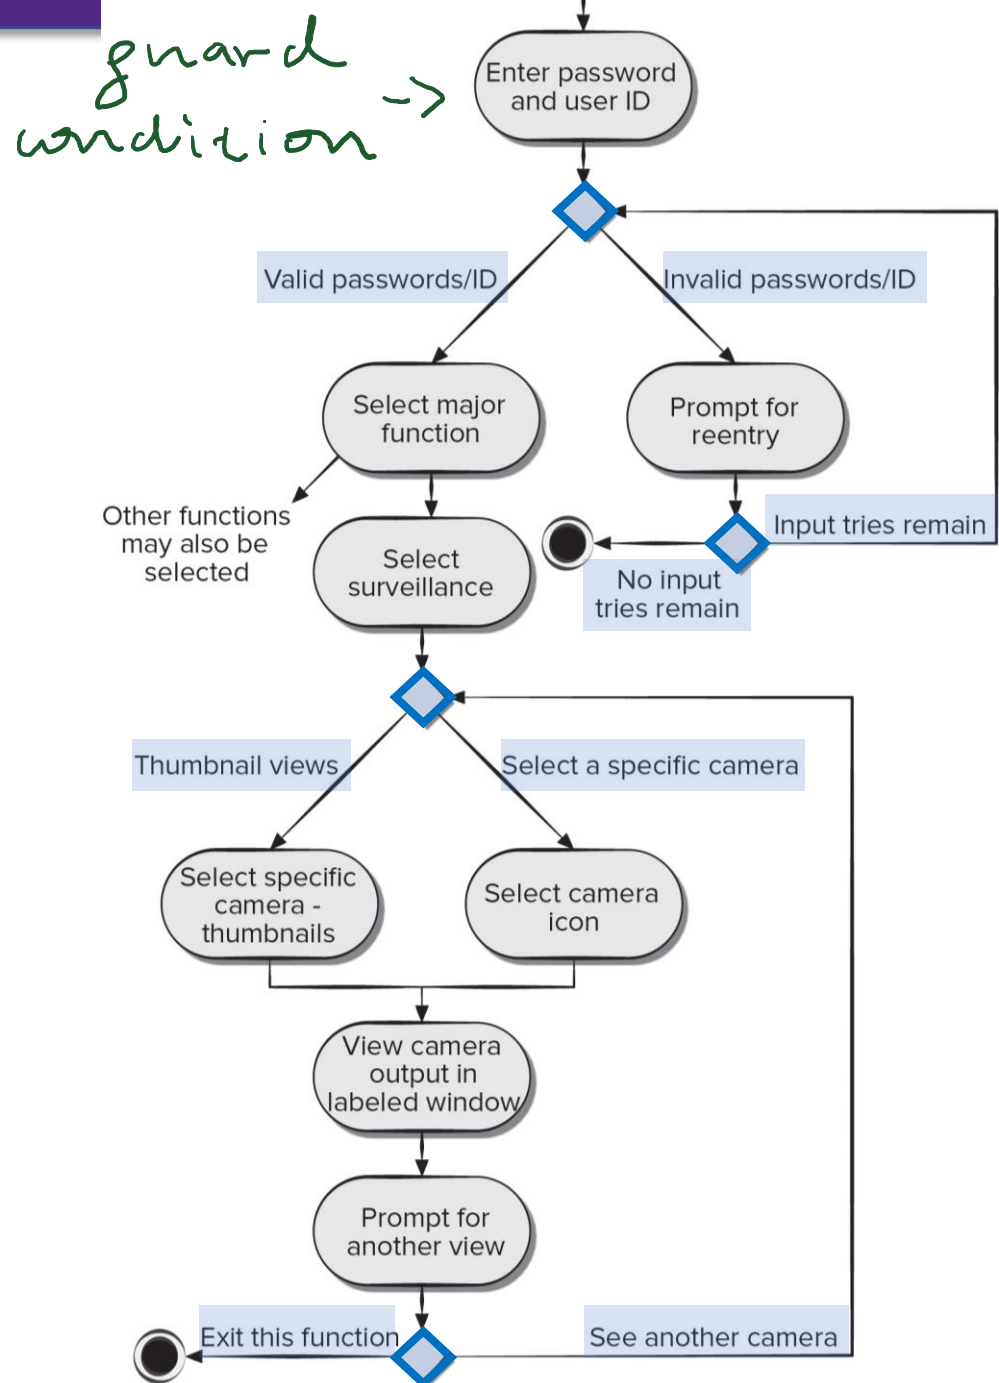 guard
condition ->
Enter password
and user ID
Valid passwords/ID
Invalid passwords/ID
Select major
function
Prompt for
reentry
Other functions
may also be
selected
Select
surveillance
Input tries remain
No input
tries remain
Thumbnail views
Select a specific camera
Select specific
camera -
thumbnails
Select camera
icon
View camera
output in
labeled window
Prompt for
another view
Exit this function
See another camera